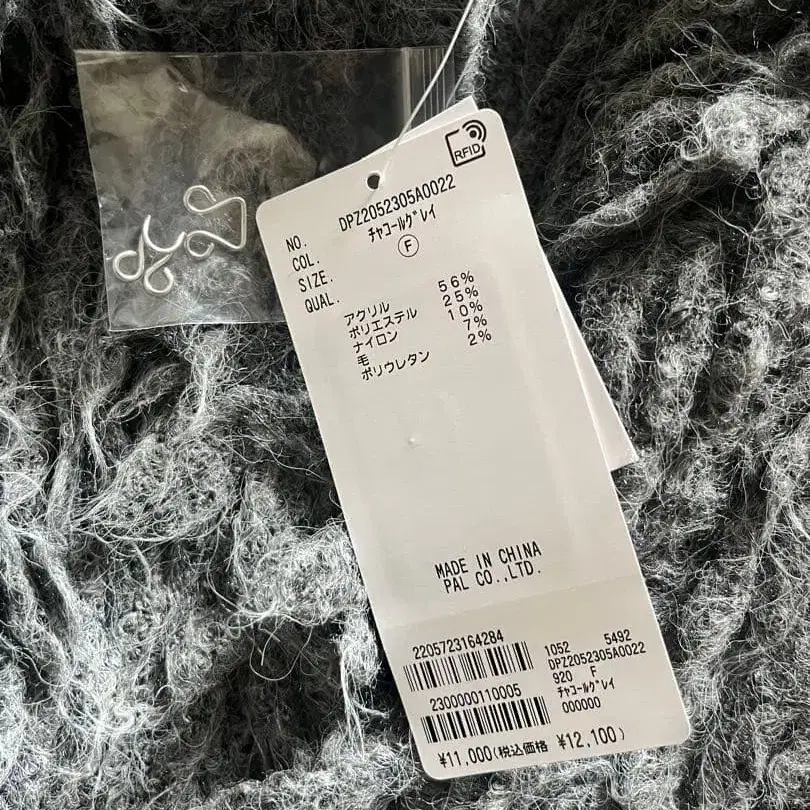 RFID
NO. DPZ2052305A0022
COL. ﾁｬｺｰﾙｸﾞﾚｲ
SIZE. Ⓕ
QUAL.
アクリル 56%
ポリエステル 25%
ナイロン 10%
毛 7%
ポリウレタン 2%
MADE IN CHINA
PAL CO.,LTD.
2205723164284
2300000110005
1052 5492
DPZ2052305A0022
920 F
ﾁｬｺｰﾙｸﾞﾚｲ
000000
¥11,000(税込価格 ¥12,100)